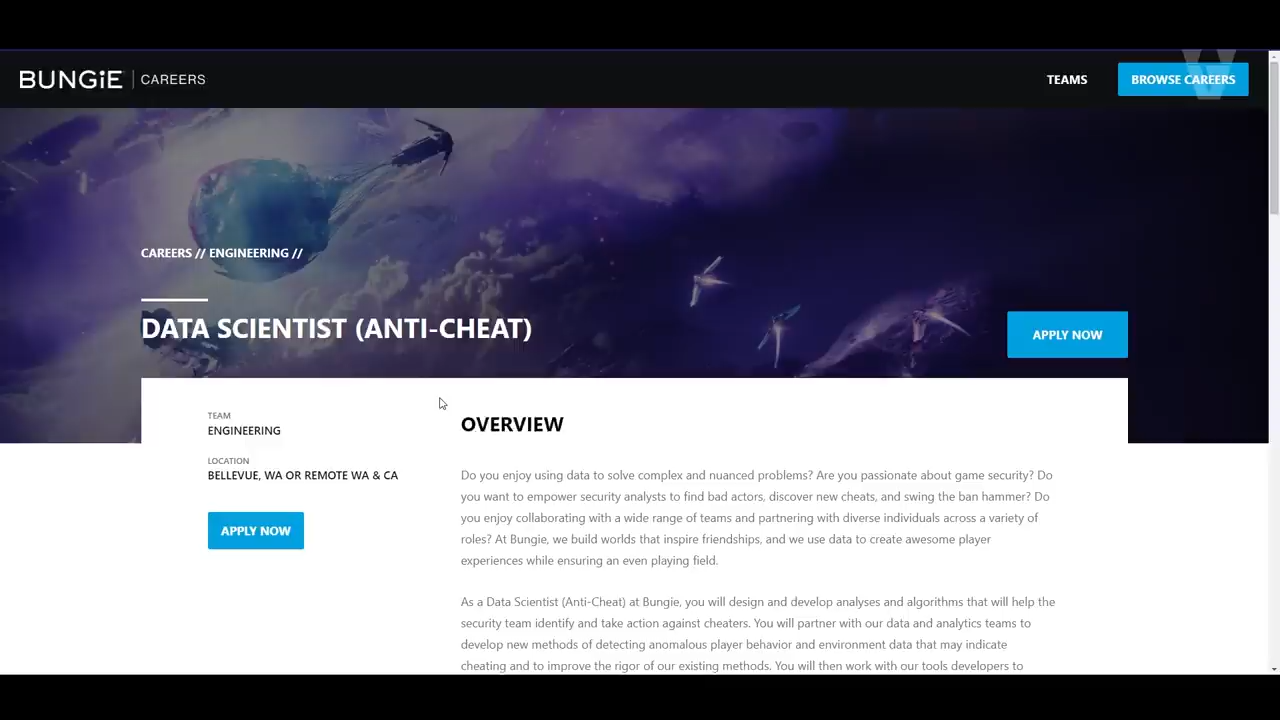 BUNGiE | CAREERS
TEAMS
BROWSE CAREERS
CAREERS // ENGINEERING //
DATA SCIENTIST (ANTI-CHEAT)
APPLY NOW
TEAM
ENGINEERING
LOCATION
BELLEVUE, WA OR REMOTE WA & CA
APPLY NOW
OVERVIEW
Do you enjoy using data to solve complex and nuanced problems? Are you passionate about game security? Do
you want to empower security analysts to find bad actors, discover new cheats, and swing the ban hammer? Do
you enjoy collaborating with a wide range of teams and partnering with diverse individuals across a variety of
roles? At Bungie, we build worlds that inspire friendships, and we use data to create awesome player
experiences while ensuring an even playing field.
As a Data Scientist (Anti-Cheat) at Bungie, you will design and develop analyses and algorithms that will help the
security team identify and take action against cheaters. You will partner with our data and analytics teams to
develop new methods of detecting anomalous player behavior and environment data that may indicate
cheating and to improve the rigor of our existing methods. You will then work with our tools developers to